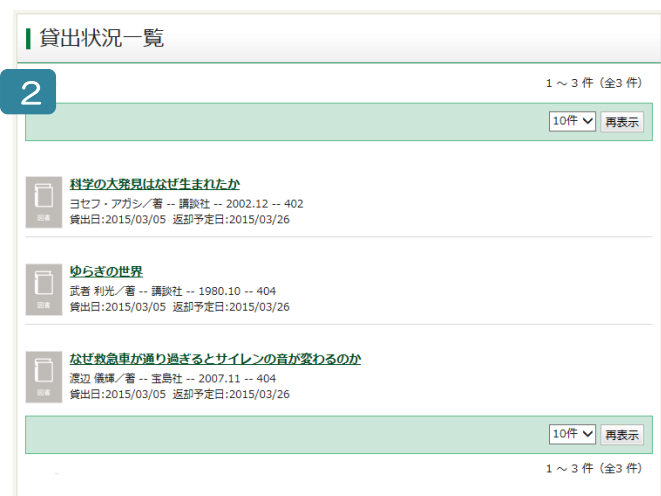 貸出状況一覧
1 ～ 3 件（全3 件）
2
10件 再表示
科学の大発見はなぜ生まれたか
ヨセフ・アガシ／著 -- 講談社 -- 2002.12 -- 402
図書
貸出日:2015/03/05 返却予定日:2015/03/26
ゆらぎの世界
武者 利光／著 -- 講談社 -- 1980.10 -- 404
図書
貸出日:2015/03/05 返却予定日:2015/03/26
なぜ救急車が通り過ぎるとサイレンの音が変わるのか
渡辺 儀輝／著 -- 宝島社 -- 2007.11 -- 404
図書
貸出日:2015/03/05 返却予定日:2015/03/26
10件 再表示
1 ～ 3 件（全3 件）